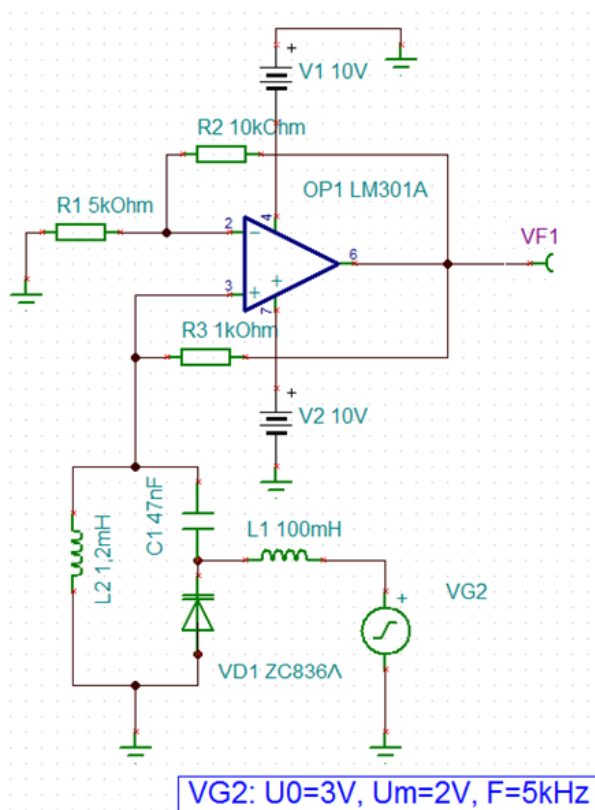 +
V1 10V
R2 10kOhm
OP1 LM301A
R1 5kOhm
4
2
−
VF1
6
3
+
+
7
R3 1kOhm
+
V2 10V
C1 47nF
L1 100mH
L2 1,2mH
+
VG2
VD1 ZC836A
VG2: U0=3V, Um=2V, F=5kHz